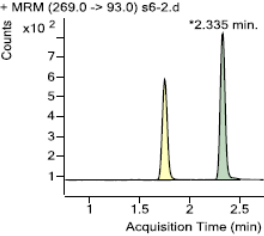 + MRM (269.0 -> 93.0) s6-2.d
Counts
x10 2
*2.335 min.
7
6
5
4
3
2
1
1 1.5 2 2.5
Acquisition Time (min)